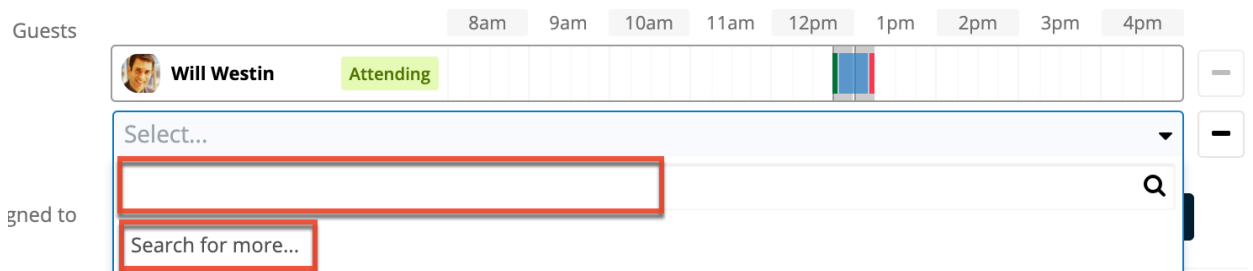 Guests 8am 9am 10am 11am 12pm 1pm 2pm 3pm 4pm
Will Westin Attending
Select...
gned to
Search for more...